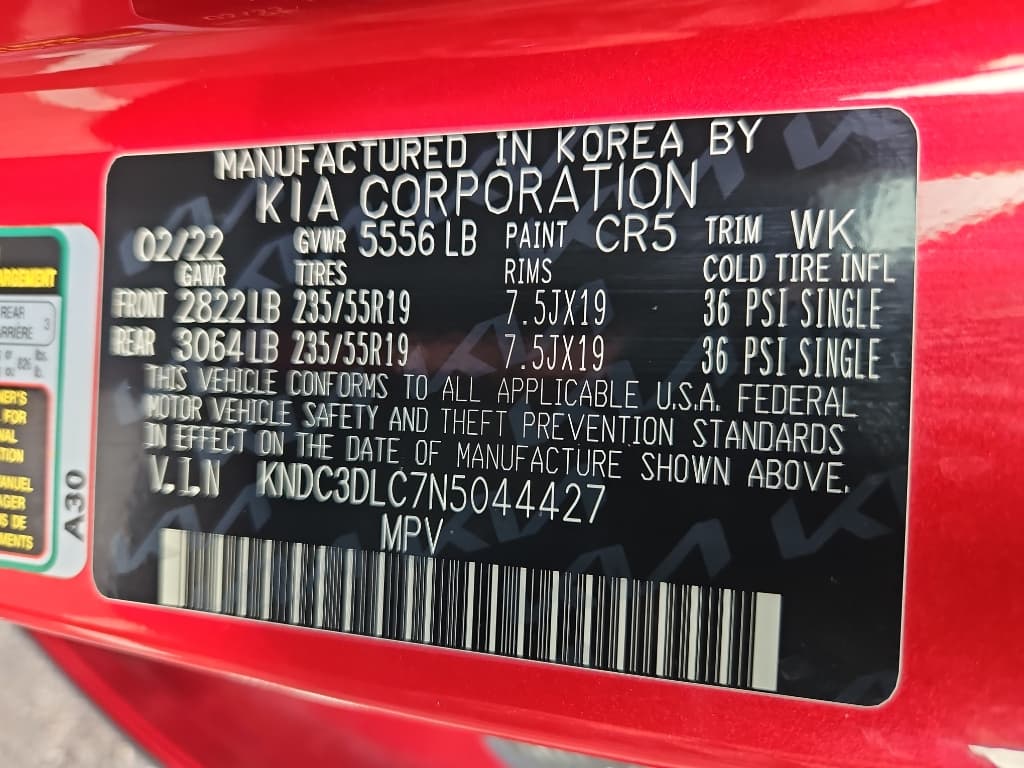 MANUFACTURED IN KOREA BY
KIA CORPORATION
02/22 GVWR 5556 LB PAINT CR5 TRIM WK
GAWR TIRES RIMS COLD TIRE INFL
FRONT 2822 LB 235/55R19 7.5JX19 36 PSI SINGLE
REAR 3064 LB 235/55R19 7.5JX19 36 PSI SINGLE
THIS VEHICLE CONFORMS TO ALL APPLICABLE U.S.A. FEDERAL
MOTOR VEHICLE SAFETY AND THEFT PREVENTION STANDARDS
IN EFFECT ON THE DATE OF MANUFACTURE SHOWN ABOVE.
V.I.N KNDC3DLC7N5044427
MPV
REAR 3
A30